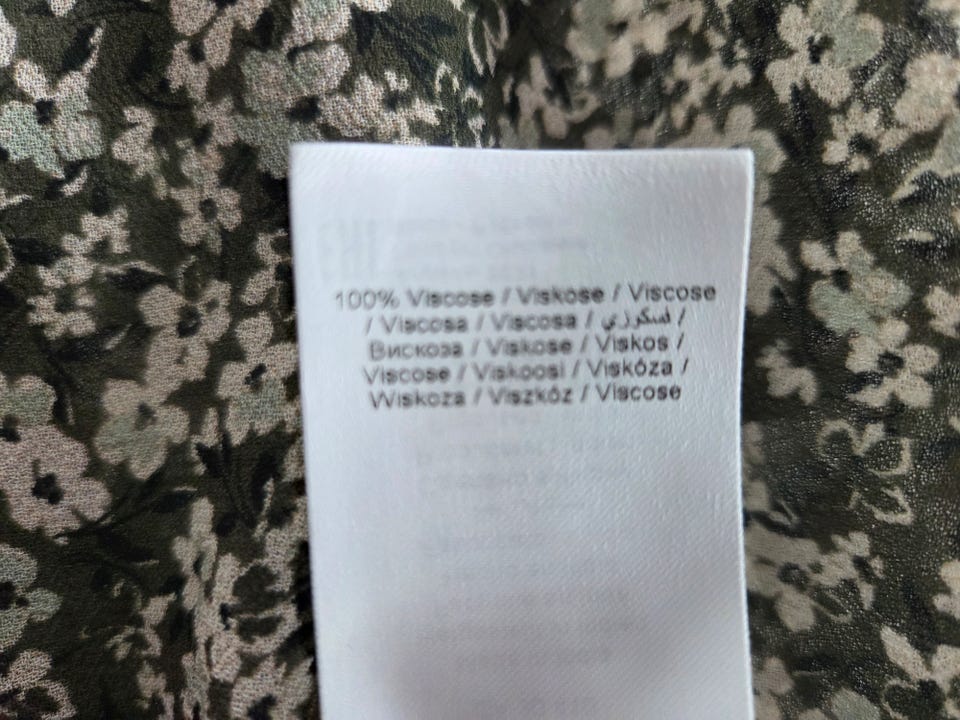 100% Viscose / Viskose / Viscose
/ Viscosa / Viscosa / فسكوزي /
Вискоза / Viskose / Viskos /
Viscose / Viskoosi / Viskóza /
Wiskoza / Viszkóz / Viscose